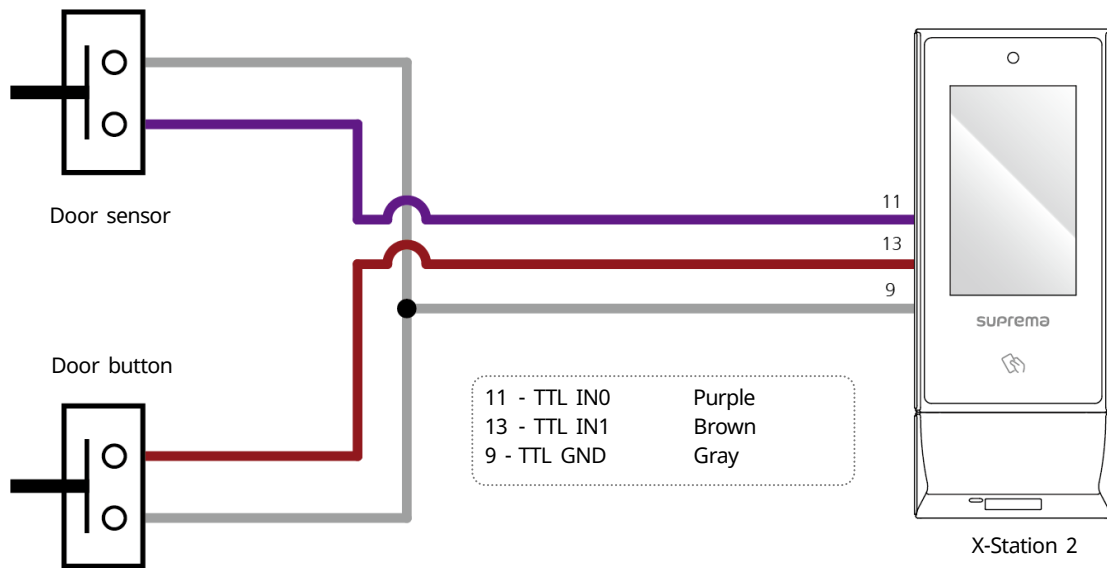 Door sensor
11
13
9
suprema
Door button
11 - TTL IN0 Purple
13 - TTL IN1 Brown
9 - TTL GND Gray
X-Station 2